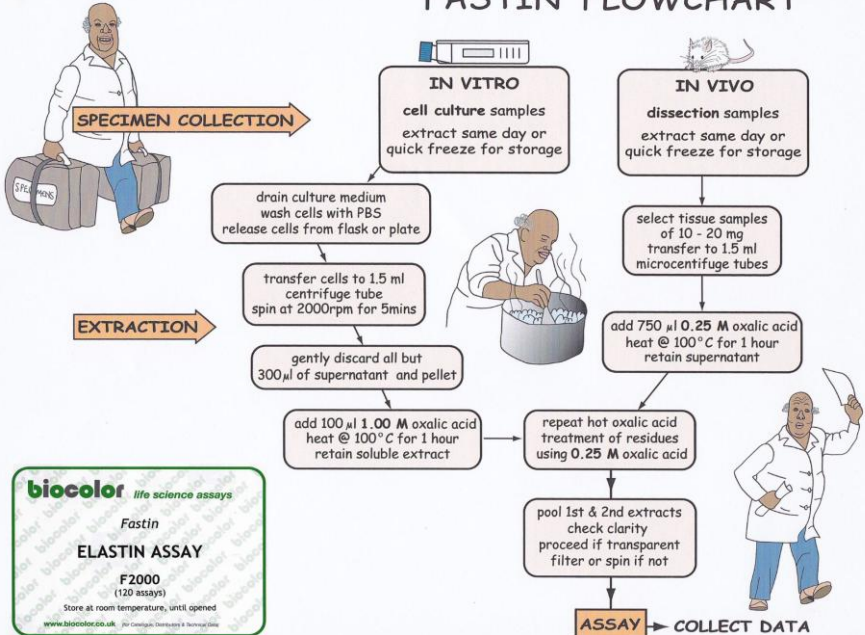 FASTIN FLOWCHART
SPECIMEN COLLECTION
SPECIMENS
IN VITRO
cell culture samples
extract same day or
quick freeze for storage
IN VIVO
dissection samples
extract same day or
quick freeze for storage
drain culture medium
wash cells with PBS
release cells from flask or plate
select tissue samples
of 10 - 20 mg
transfer to 1.5 ml
microcentifuge tubes
transfer cells to 1.5 ml
centrifuge tube
spin at 2000rpm for 5mins
EXTRACTION
add 750 µl 0.25 M oxalic acid
heat @ 100°C for 1 hour
retain supernatant
gently discard all but
300µl of supernatant and pellet
add 100 µl 1.00 M oxalic acid
heat @ 100°C for 1 hour
retain soluble extract
repeat hot oxalic acid
treatment of residues
using 0.25 M oxalic acid
pool 1st & 2nd extracts
check clarity
proceed if transparent
filter or spin if not
ASSAY
COLLECT DATA
biocolor life science assays
Fastin
ELASTIN ASSAY
F2000
(120 assays)
Store at room temperature, until opened
www.biocolor.co.uk (for Catalogue, Distributors & Technical Data)